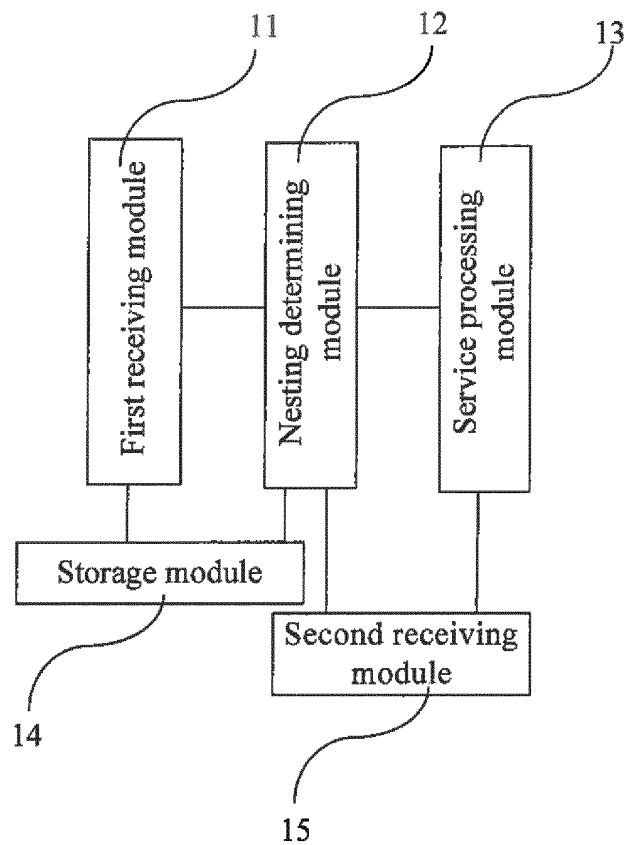 11
12
13
First receiving module
Nesting determining
module
Service processing
module
Storage module
Second receiving
module
14
15